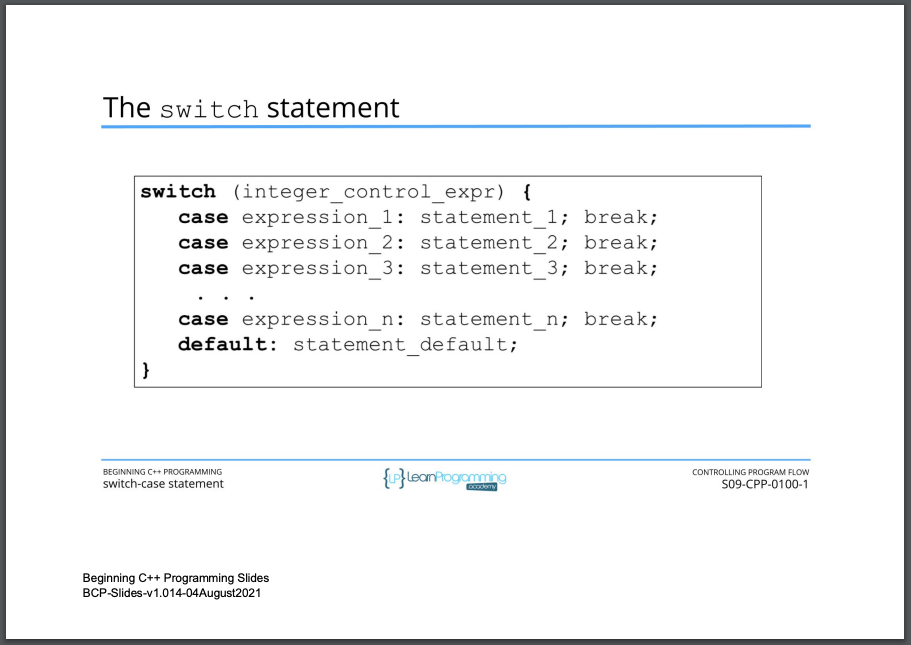 The switch statement
switch (integer_control_expr) {
case expression_1: statement_1; break;
case expression_2: statement_2; break;
case expression_3: statement_3; break;
. . .
case expression_n: statement_n; break;
default: statement_default;
}
BEGINNING C++ PROGRAMMING
switch-case statement
{LP} LearnProgramming
academy
CONTROLLING PROGRAM FLOW
S09-CPP-0100-1
Beginning C++ Programming Slides
BCP-Slides-v1.014-04August2021